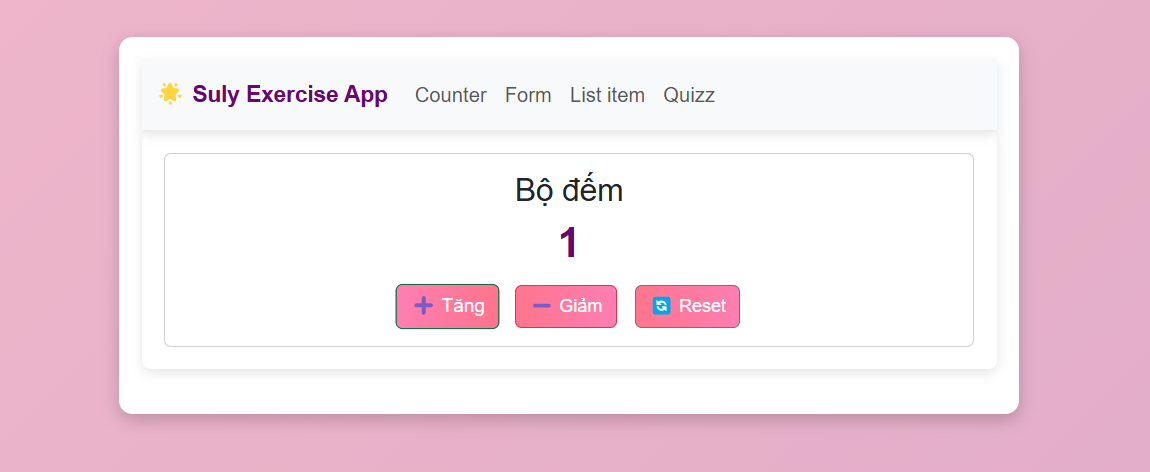 🌟 Suly Exercise App Counter Form List item Quizz
Bộ đếm
1
➕ Tăng ➖ Giảm 🔄 Reset